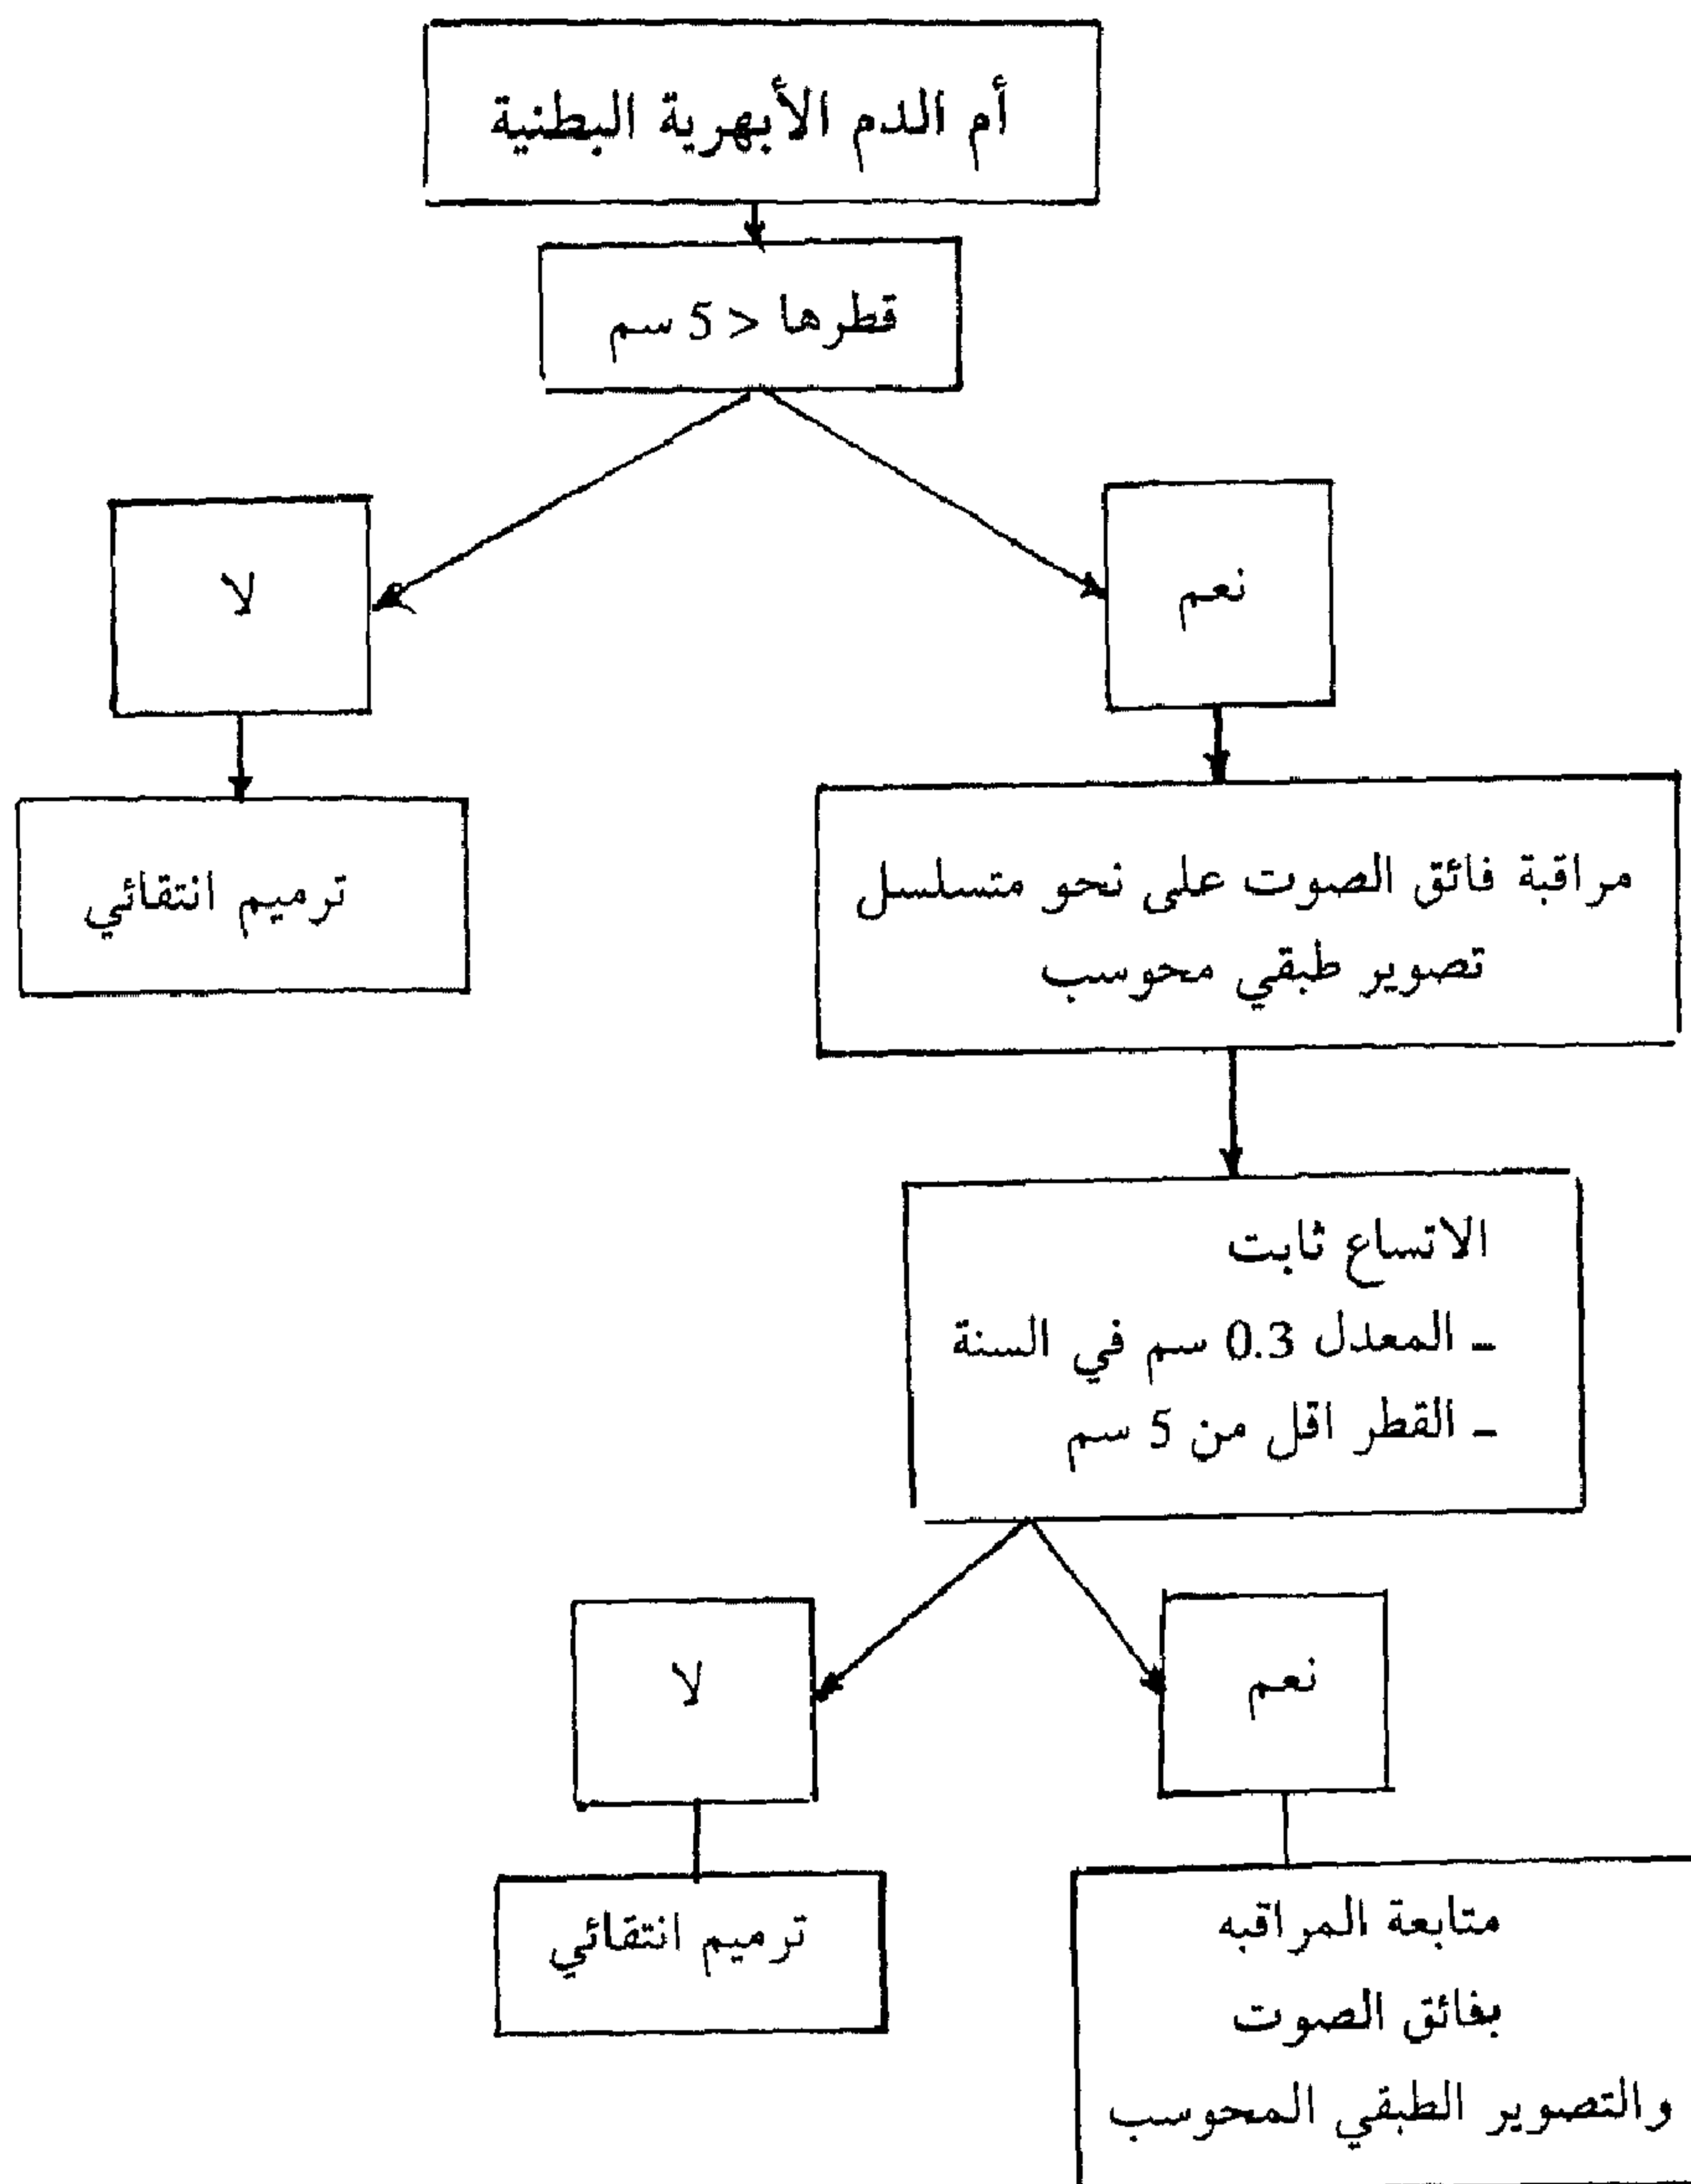 أم الدم الأبهرية البطنية
قطرها < 5 سم
نعم
لا
مراقبة فائق الصوت على نحو متسلسل
تصوير طبقي محوسب
ترميم انتقائي
الاتساع ثابت
- المعدل 0.3 سم في السنة
- القطر اقل من 5 سم
نعم
لا
متابعة المراقبه
بفائق الصوت
والتصوير الطبقي المحوسب
ترميم انتقائي